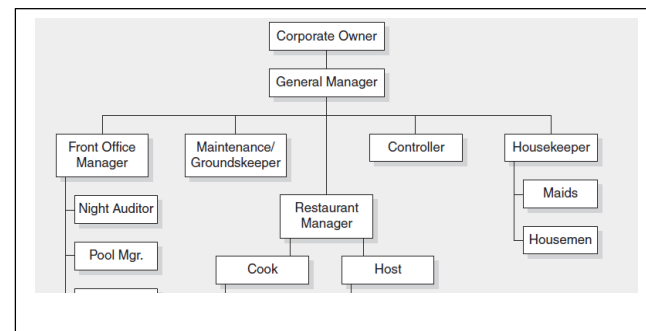 Corporate Owner
General Manager
Front Office
Manager
Maintenance/
Groundskeeper
Controller
Housekeeper
Night Auditor
Restaurant
Manager
Maids
Pool Mgr.
Cook
Host
Housemen